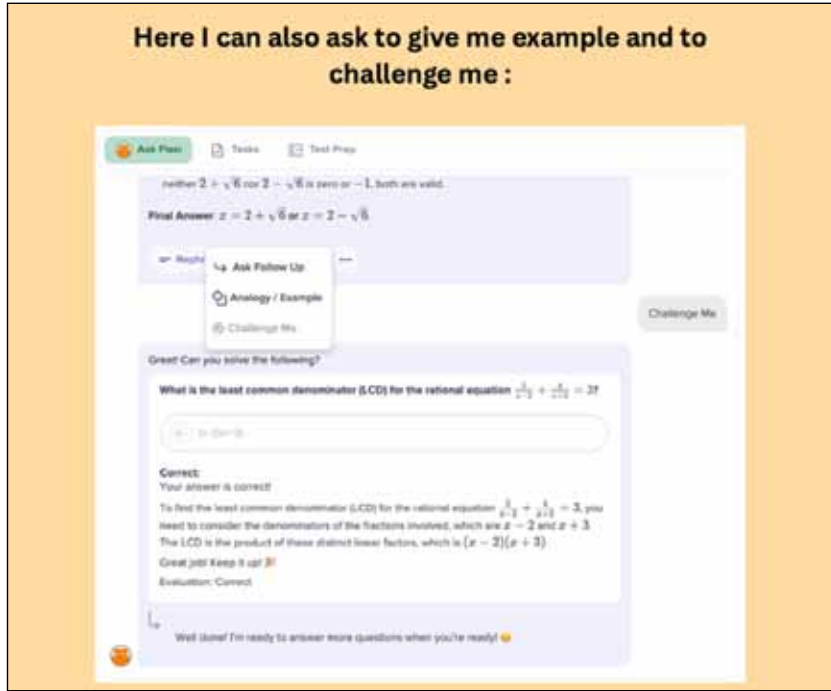 Here I can also ask to give me example and to
challenge me :
Ask Flexi Tasks Test Prep
neither 2 + √6 nor 2 − √6 is zero or −1, both are valid.
Final Answer x = 2 + √6 or x = 2 − √6
Ask Follow Up
Analogy / Example
Challenge Me
Challenge Me
Great! Can you solve the following?
What is the least common denominator (LCD) for the rational equation
Correct:
Your answer is correct!
To find the least common denominator (LCD) for the rational equation = 3, you
need to consider the denominators of the fractions involved, which are x − 2 and x + 3.
The LCD is the product of these distinct linear factors, which is (x − 2)(x + 3)
Great job! Keep it up! 🎉
Evaluation: Correct
Well done! I'm ready to answer more questions when you're ready! 😊